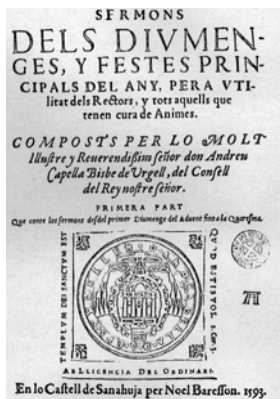 SERMONS
DELS DIVMEN-
GES, Y FESTES PRIN-
CIPALS DEL ANY, PERA VTI-
litat dels Rectors, y tots aquells que
tenen cura de Animes.
COMPOSTS PER LO MOLT
Illustre y Reuerendissim señor don Andreu
Capella Bisbe de Vrgell, del Consell
del Rey nostre señor.
PRIMERA PART
Que conte los sermons desdel primer Diumenge del Aduent fins a la Quaresma.
TEMPLVM DEI SANCTVM EST
QVOD ESTIS VOS. 1. Cor. 3.
AB LLICENCIA DEL ORDINARI.
En lo Castell de Sanahuja per Noel Baresson. 1593.